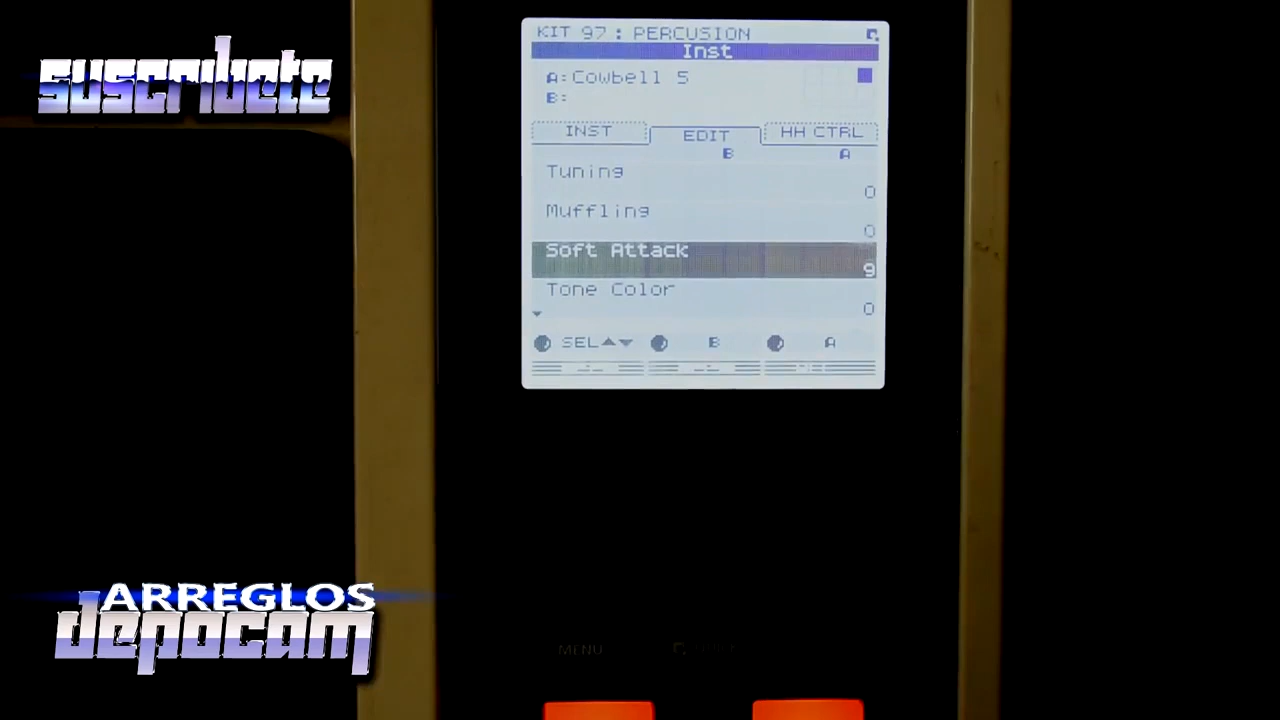 suscribete
KIT 97 : PERCUSION
Inst
A:Cowbell 5
B:
INST EDIT HH CTRL
B A
Tuning
0
Muffling
0
Soft Attack
9
Tone Color
0
SEL▲▼ B A
ARREGLOS
depocam
MENU